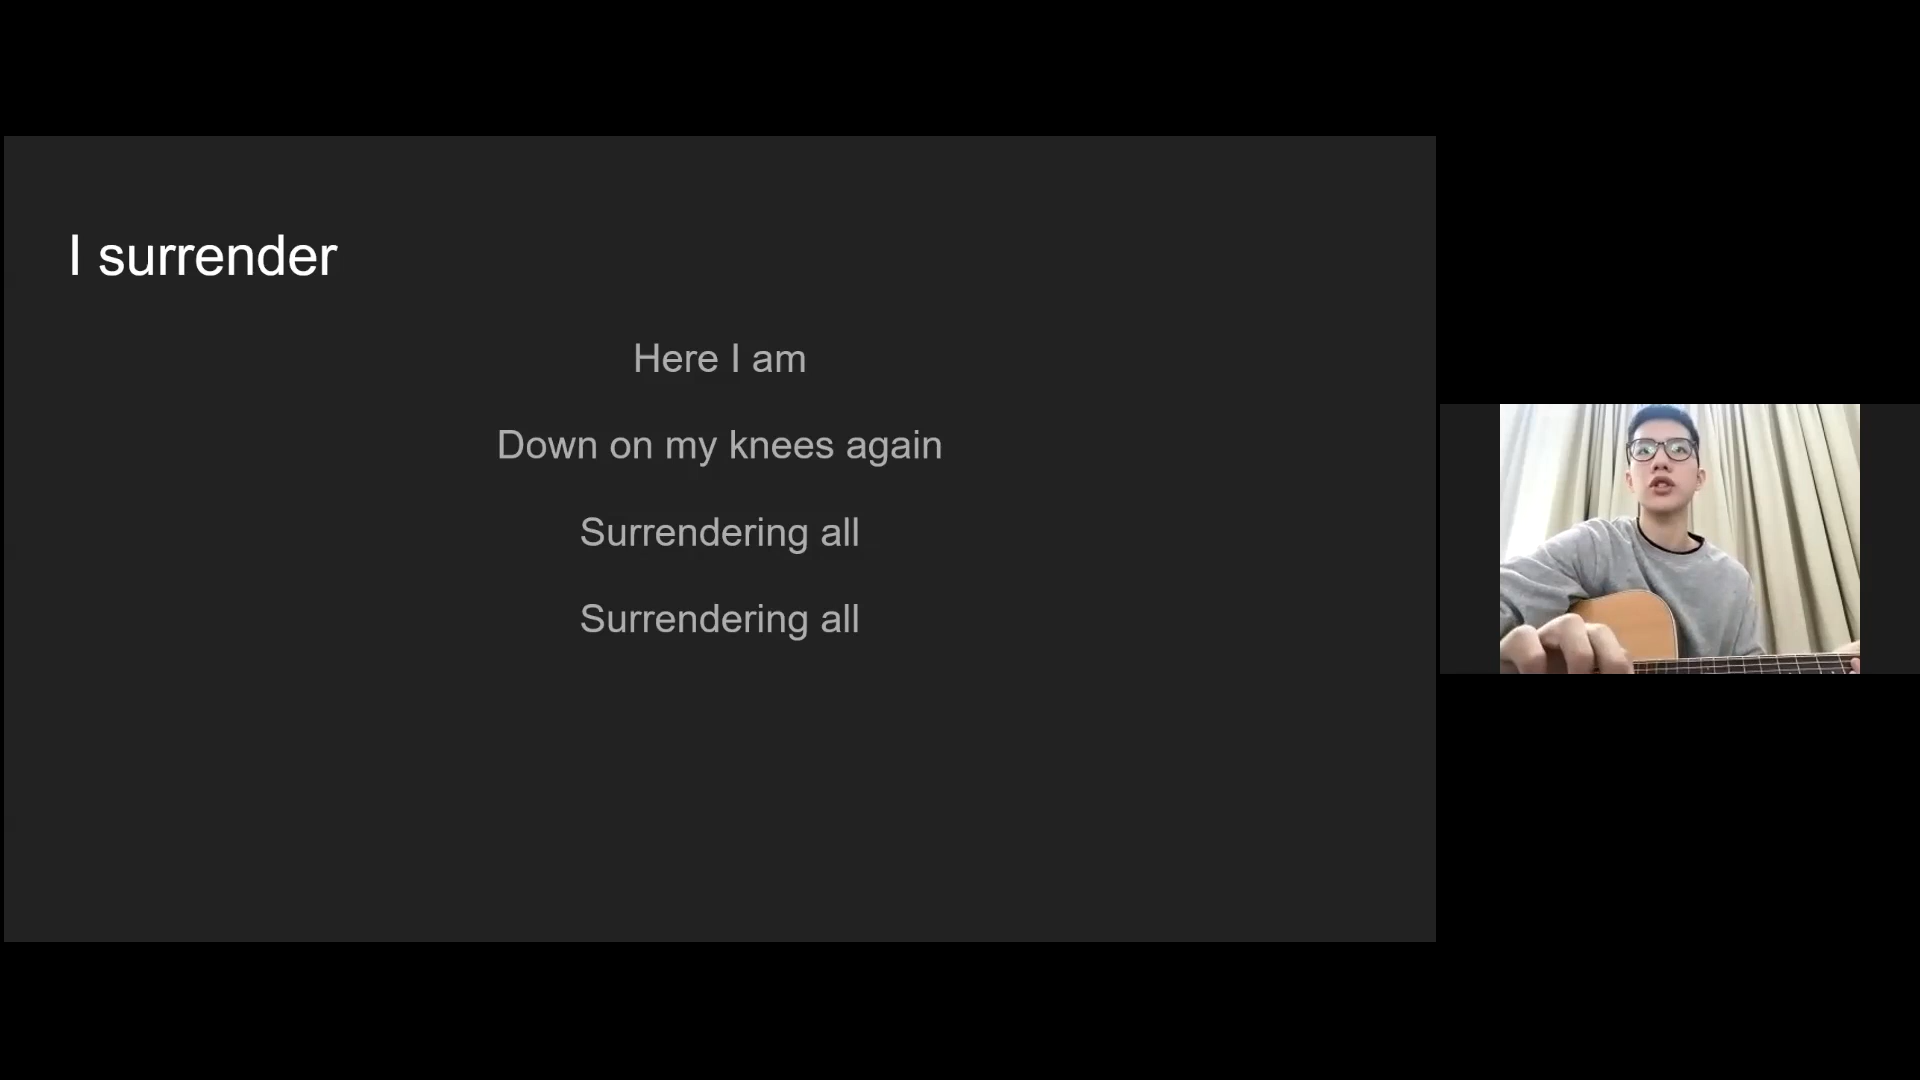 I surrender
Here I am
Down on my knees again
Surrendering all
Surrendering all